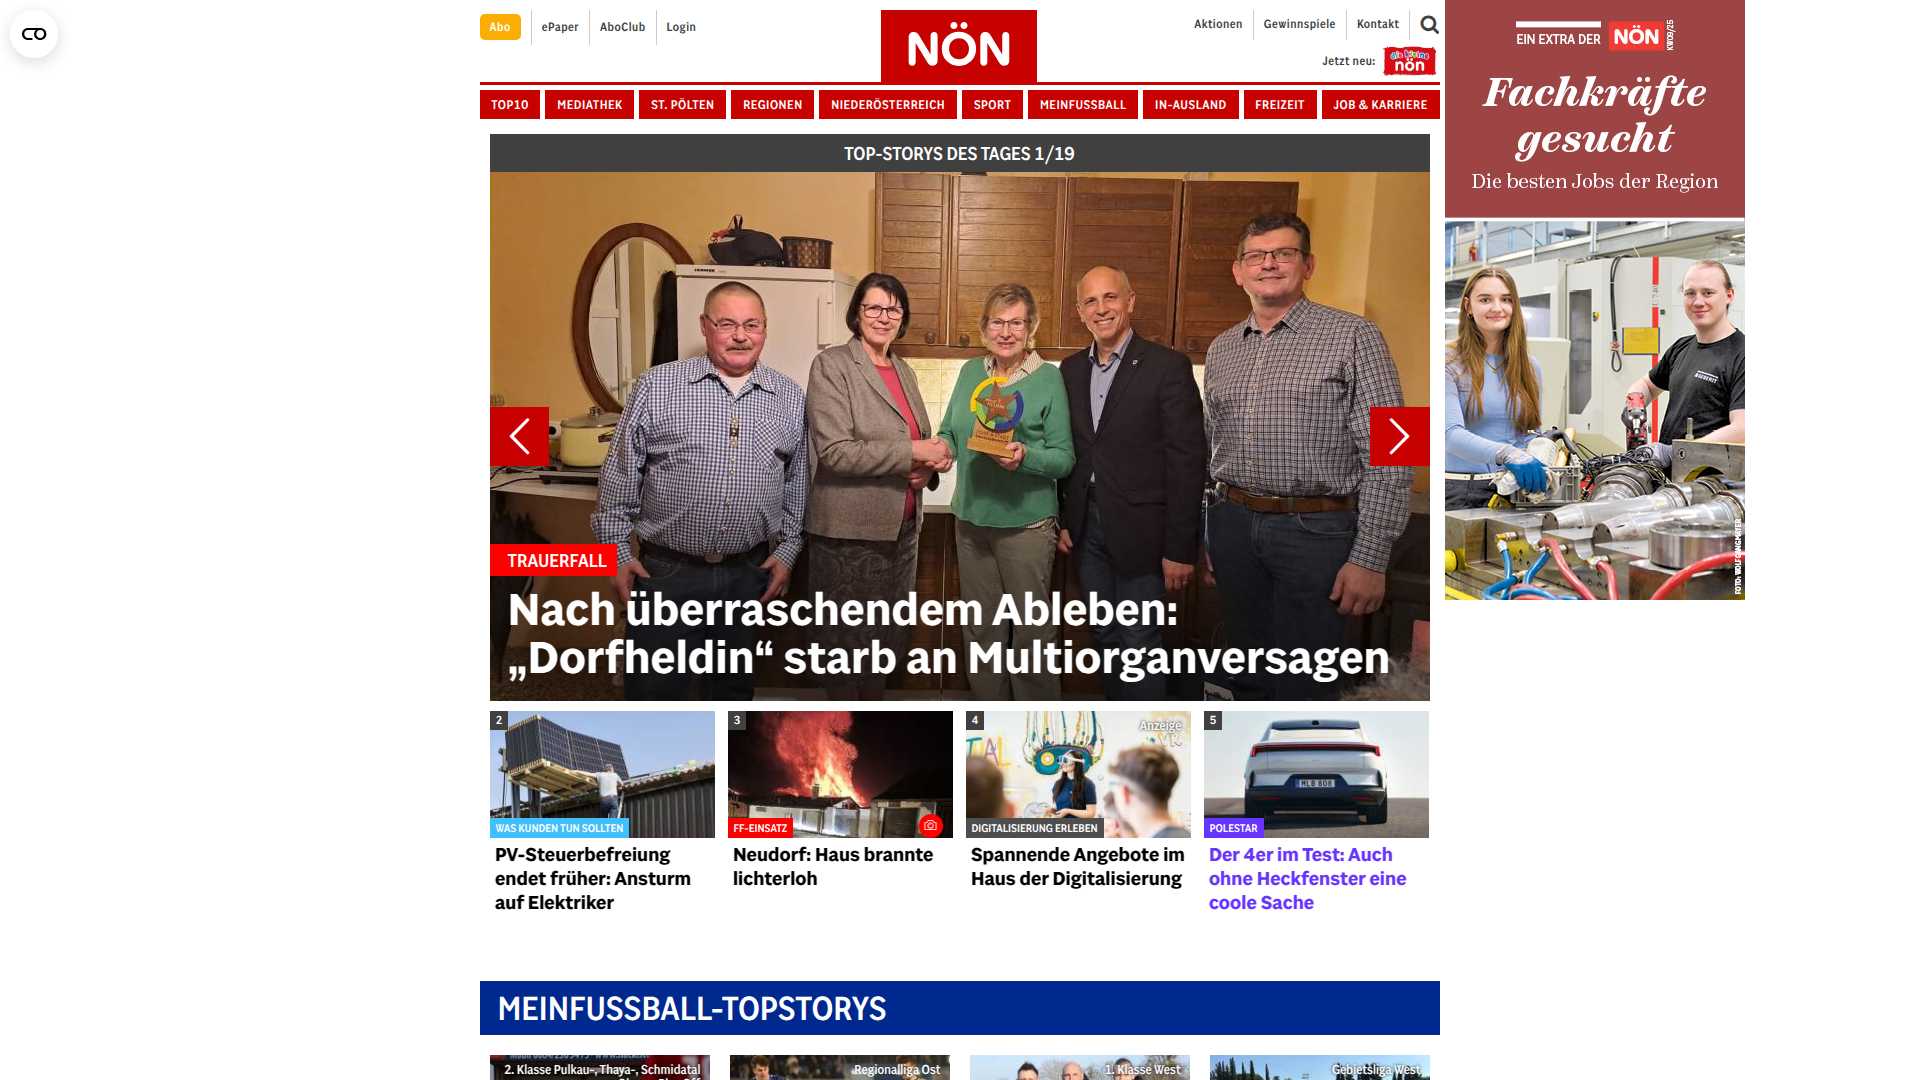 Abo
ePaper
AboClub
Login
NÖN
Aktionen
Gewinnspiele
Kontakt
Jetzt neu:
die kleine
nön
TOP10
MEDIATHEK
ST. PÖLTEN
REGIONEN
NIEDERÖSTERREICH
SPORT
MEINFUSSBALL
IN-AUSLAND
FREIZEIT
JOB & KARRIERE
EIN EXTRA DER NÖN
KW09/25
Fachkräfte
gesucht
Die besten Jobs der Region
TOP-STORYS DES TAGES 1/19
TRAUERFALL
Nach überraschendem Ableben:
„Dorfheldin“ starb an Multiorganversagen
2
WAS KUNDEN TUN SOLLTEN
PV-Steuerbefreiung
endet früher: Ansturm
auf Elektriker
3
FF-EINSATZ
Neudorf: Haus brannte
lichterloh
4
Anzeige
DIGITALISIERUNG ERLEBEN
Spannende Angebote im
Haus der Digitalisierung
5
MLB 808
POLESTAR
Der 4er im Test: Auch
ohne Heckfenster eine
coole Sache
MEINFUSSBALL-TOPSTORYS
2. Klasse Pulkau-, Thaya-, Schmidatal
Regionalliga Ost
1. Klasse West
Gebietsliga West